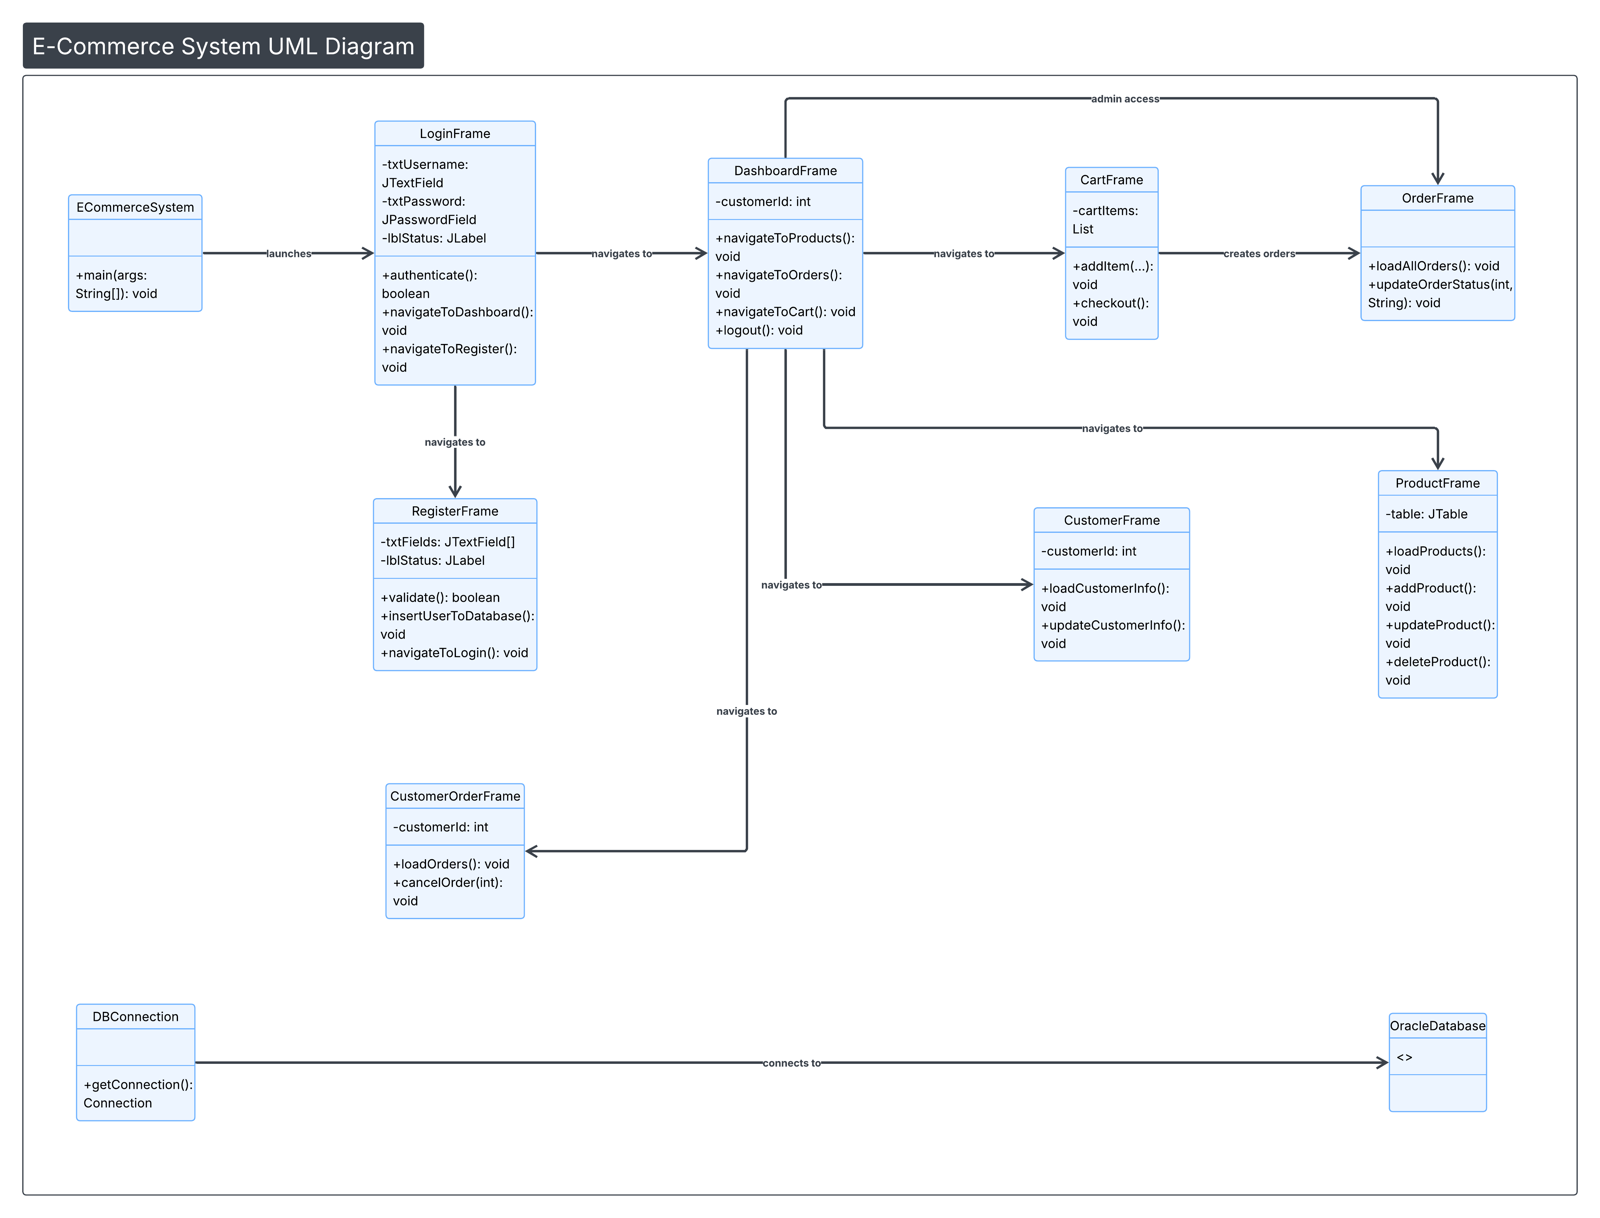 E-Commerce System UML Diagram
admin access
ECommerceSystem
+main(args:
String[]): void
launches
LoginFrame
-txtUsername:
JTextField
-txtPassword:
JPasswordField
-lblStatus: JLabel
+authenticate():
boolean
+navigateToDashboard():
void
+navigateToRegister():
void
navigates to
DashboardFrame
-customerId: int
+navigateToProducts():
void
+navigateToOrders():
void
+navigateToCart(): void
+logout(): void
navigates to
CartFrame
-cartItems:
List
+addItem(...):
void
+checkout():
void
creates orders
OrderFrame
+loadAllOrders(): void
+updateOrderStatus(int,
String): void
navigates to
navigates to
RegisterFrame
-txtFields: JTextField[]
-lblStatus: JLabel
+validate(): boolean
+insertUserToDatabase():
void
+navigateToLogin(): void
navigates to
CustomerFrame
-customerId: int
+loadCustomerInfo():
void
+updateCustomerInfo():
void
ProductFrame
-table: JTable
+loadProducts():
void
+addProduct():
void
+updateProduct():
void
+deleteProduct():
void
navigates to
CustomerOrderFrame
-customerId: int
+loadOrders(): void
+cancelOrder(int):
void
DBConnection
+getConnection():
Connection
connects to
OracleDatabase
<>